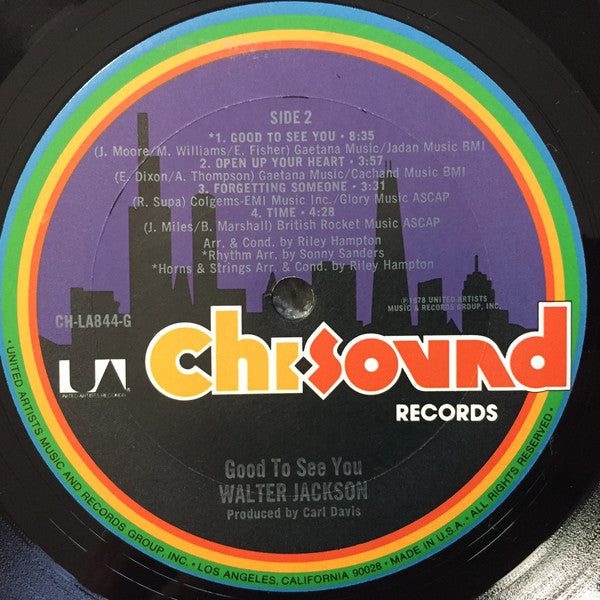 SIDE 2
*1. GOOD TO SEE YOU • 8:35
(J. Moore/M. Williams/E. Fisher) Gaetana Music/Jadan Music BMI
2. OPEN UP YOUR HEART • 3:57
(E. Dixon/A. Thompson) Gaetana Music/Cachand Music BMI
3. FORGETTING SOMEONE • 3:31
(R. Supa) Colgems-EMI Music Inc./Glory Music ASCAP
4. TIME • 4:28
(J. Miles/B. Marshall) British Rocket Music ASCAP
Arr. & Cond. by Riley Hampton
*Rhythm Arr. by Sonny Sanders
*Horns & Strings Arr. & Cond. by Riley Hampton
℗ 1978 UNITED ARTISTS
MUSIC & RECORDS GROUP, INC.
CH-LA844-G
UA
UNITED ARTISTS RECORDS
Chi-Sound
RECORDS
Good To See You
WALTER JACKSON
Produced by Carl Davis
• UNITED ARTISTS MUSIC AND RECORDS GROUP, INC. • LOS ANGELES, CALIFORNIA 90028 • MADE IN U.S.A. • ALL RIGHTS RESERVED •